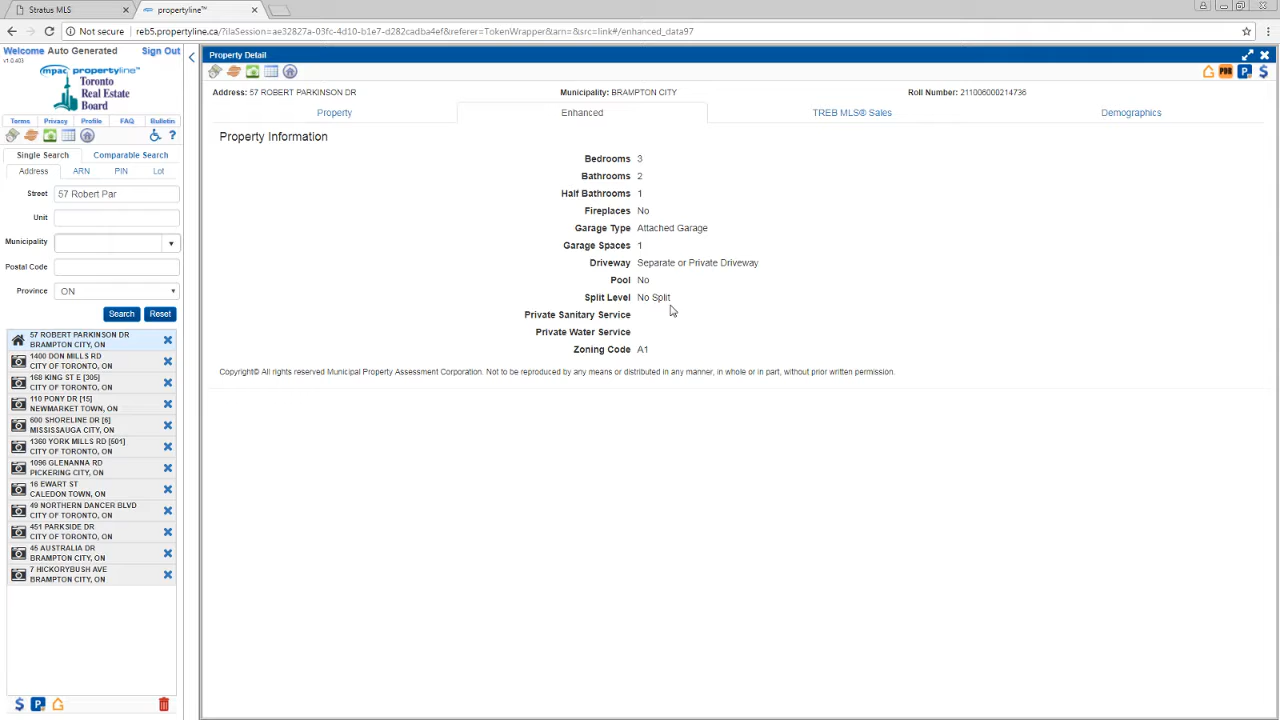 Stratus MLS
propertyline™
Not secure
reb5.propertyline.ca/?ilaSession=ae32827a-03fc-4d10-b1e7-d282cadba4ef&referer=TokenWrapper&arn=&src=link#/enhanced_data97
Welcome Auto Generated
Sign Out
v1.0.403
mpac propertyline™
Toronto
Real Estate
Board
Terms
Privacy
Profile
FAQ
Bulletin
Single Search
Comparable Search
Address
ARN
PIN
Lot
Street
57 Robert Par
Unit
Municipality
Postal Code
Province
ON
Search
Reset
57 ROBERT PARKINSON DR
BRAMPTON CITY, ON
1400 DON MILLS RD
CITY OF TORONTO, ON
168 KING ST E [305]
CITY OF TORONTO, ON
110 PONY DR [15]
NEWMARKET TOWN, ON
600 SHORELINE DR [6]
MISSISSAUGA CITY, ON
1360 YORK MILLS RD [501]
CITY OF TORONTO, ON
1096 GLENANNA RD
PICKERING CITY, ON
16 EWART ST
CALEDON TOWN, ON
49 NORTHERN DANCER BLVD
CITY OF TORONTO, ON
451 PARKSIDE DR
CITY OF TORONTO, ON
45 AUSTRALIA DR
BRAMPTON CITY, ON
7 HICKORYBUSH AVE
BRAMPTON CITY, ON
Property Detail
PDR
Address: 57 ROBERT PARKINSON DR
Municipality: BRAMPTON CITY
Roll Number: 211006000214736
Property
Enhanced
TREB MLS® Sales
Demographics
Property Information
Bedrooms 3
Bathrooms 2
Half Bathrooms 1
Fireplaces No
Garage Type Attached Garage
Garage Spaces 1
Driveway Separate or Private Driveway
Pool No
Split Level No Split
Private Sanitary Service
Private Water Service
Zoning Code A1
Copyright© All rights reserved Municipal Property Assessment Corporation. Not to be reproduced by any means or distributed in any manner, in whole or in part, without prior written permission.